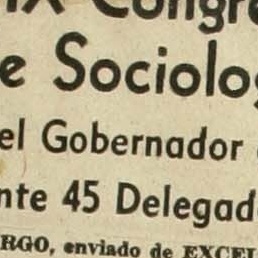 IX Congre
e Sociolog
el Gobernador
nte 45 Delegad
RGO, enviado de EXCEL